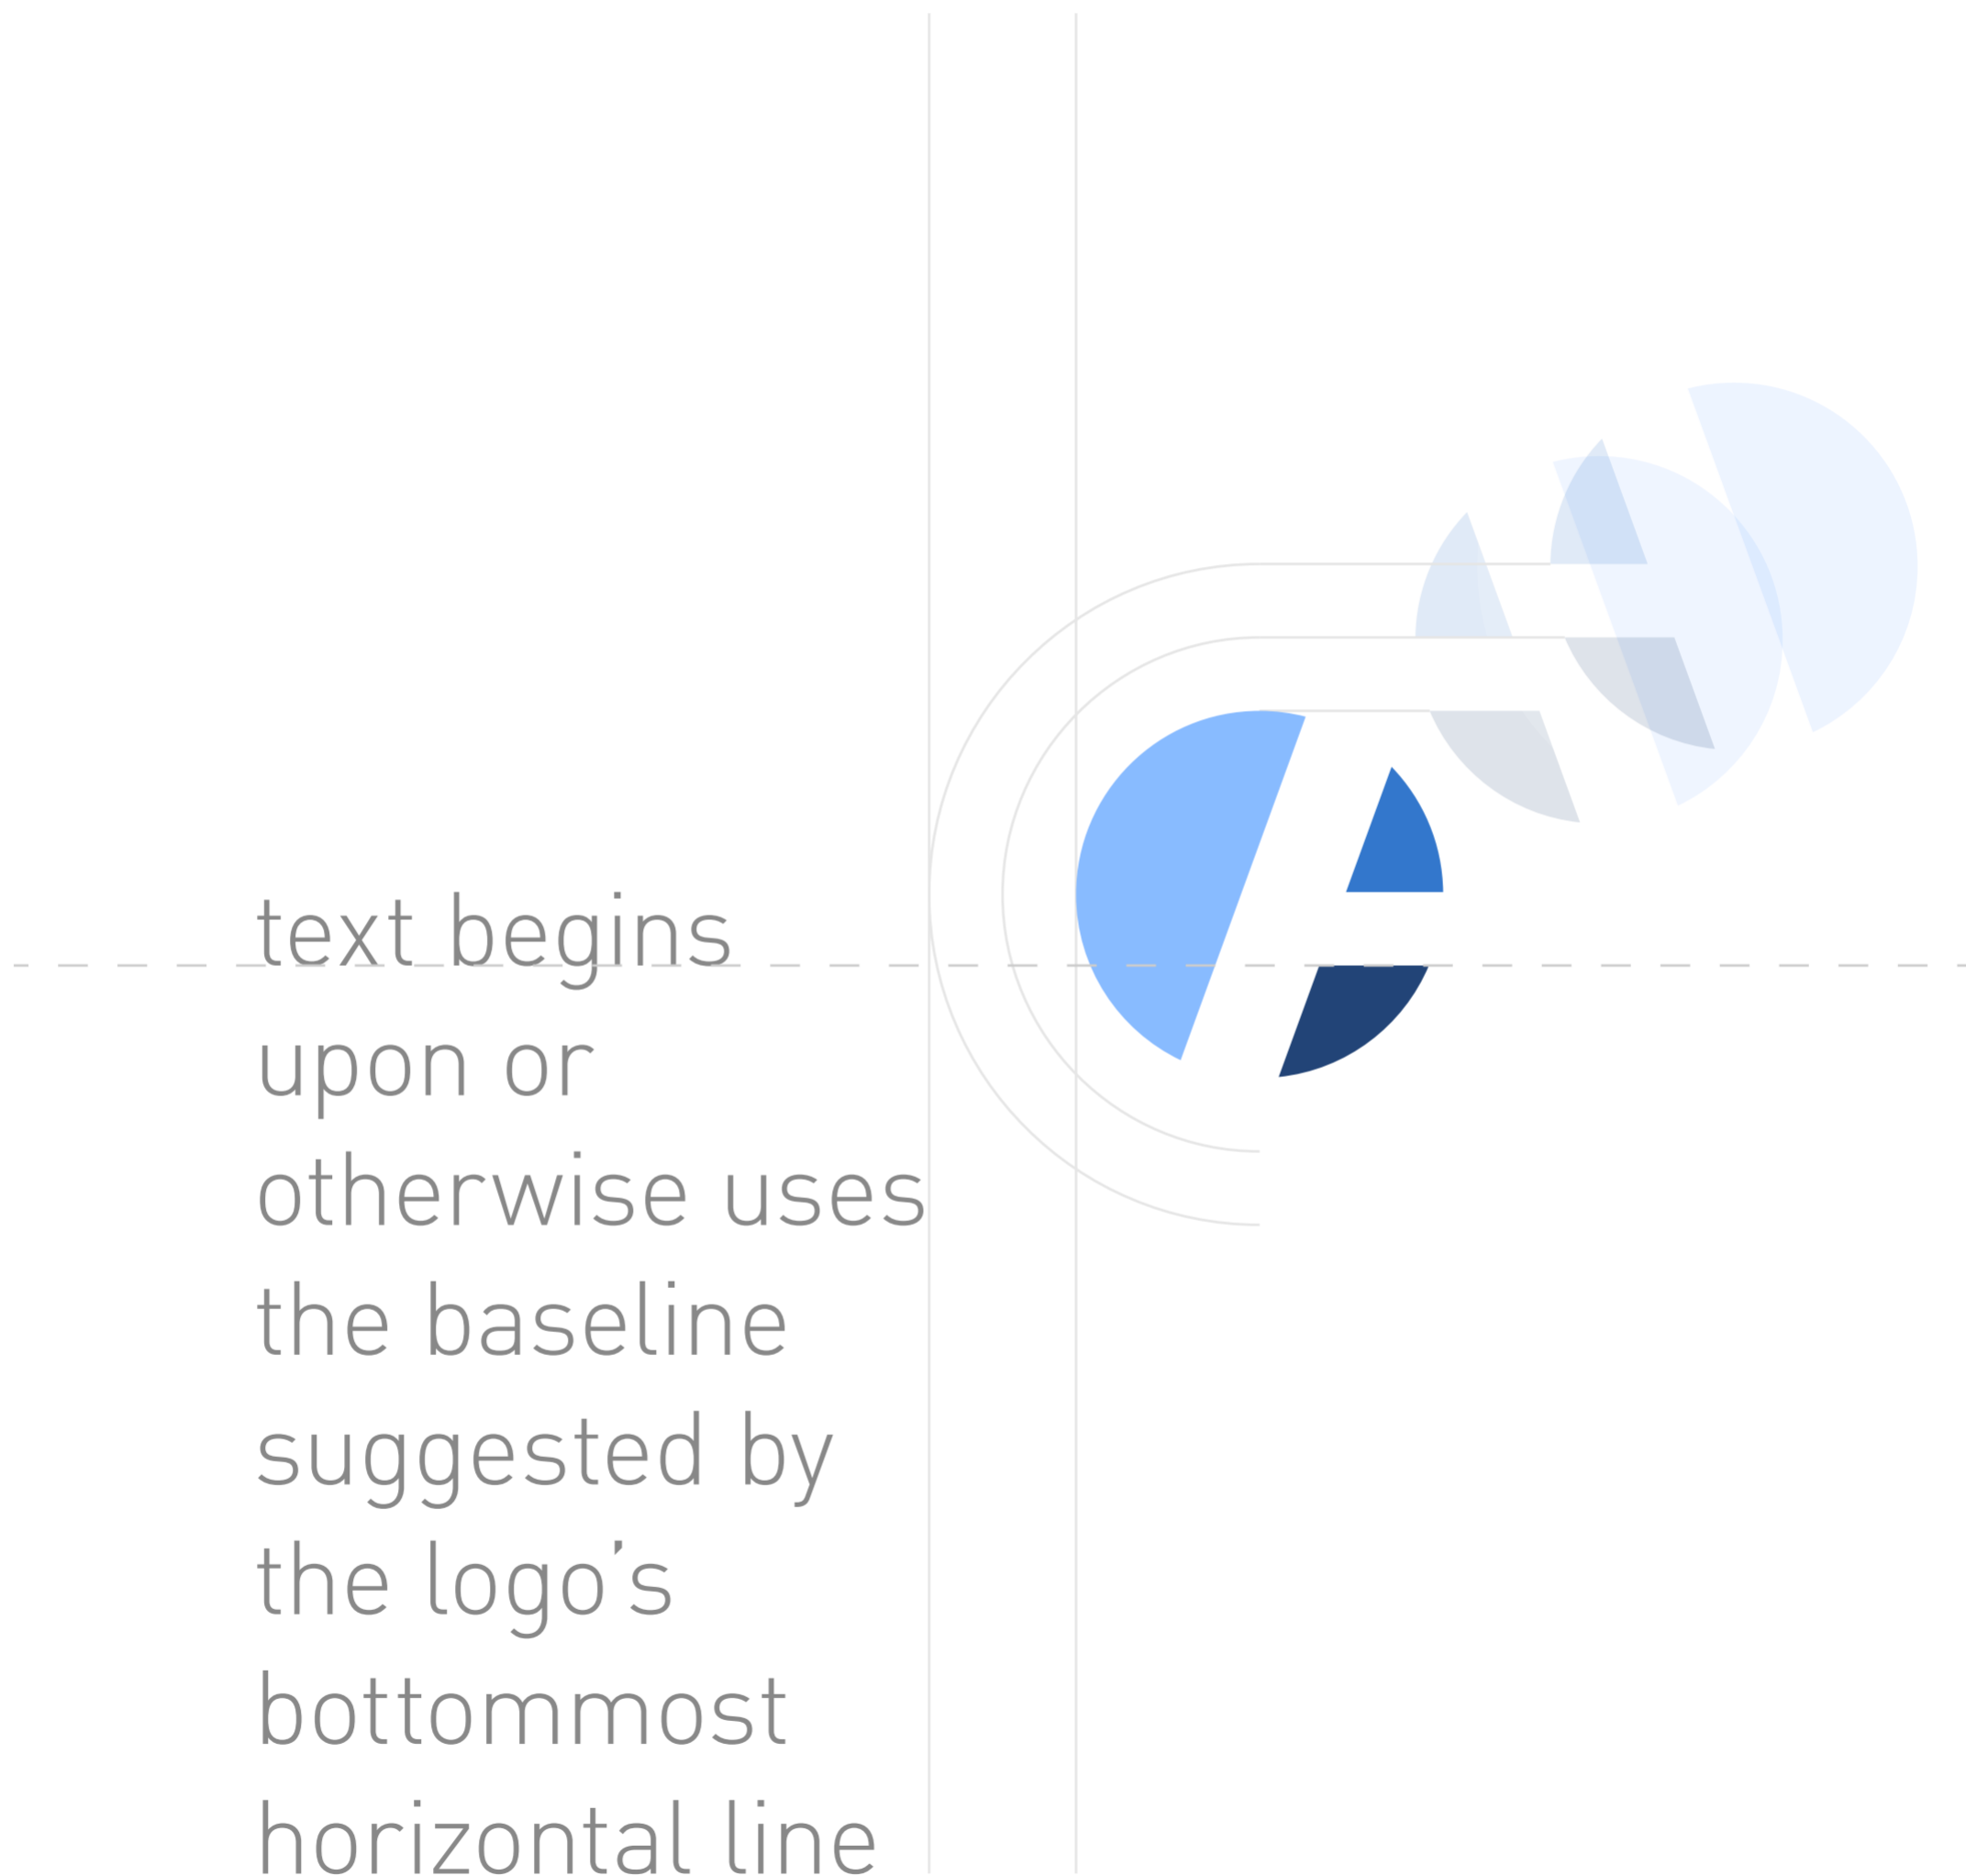 text begins
upon or
otherwise uses
the baseline
suggested by
the logo’s
bottommost
horizontal line